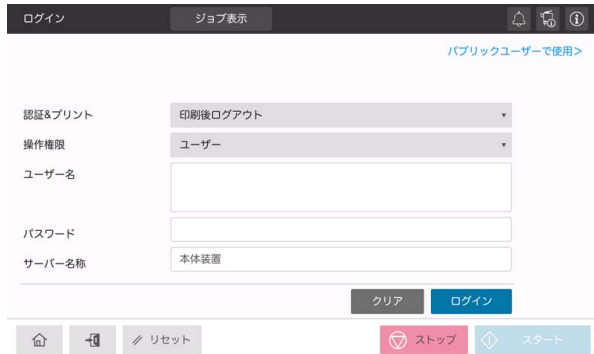 ログイン ジョブ表示
パブリックユーザーで使用>
認証&プリント 印刷後ログアウト
操作権限 ユーザー
ユーザー名
パスワード
サーバー名称 本体装置
クリア ログイン
リセット ストップ スタート